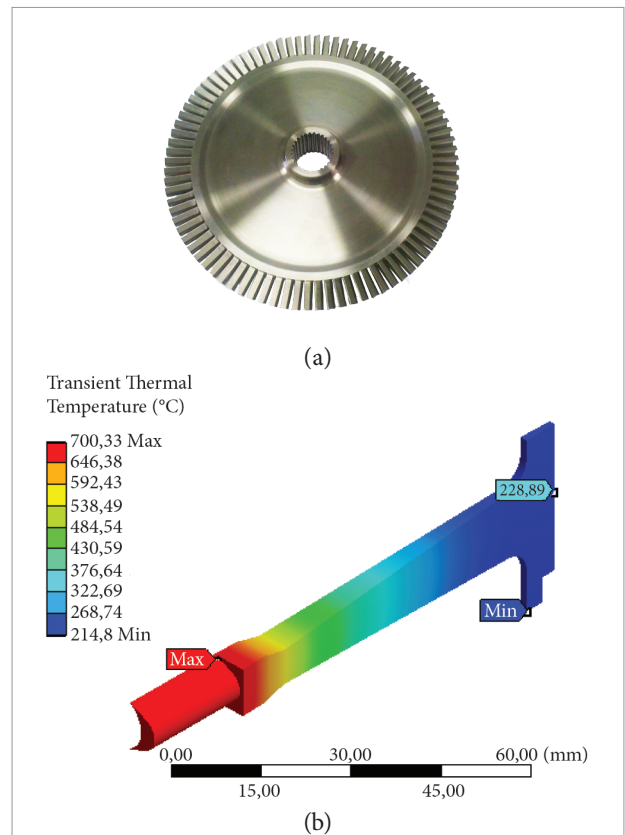 (a)
Transient Thermal
Temperature (°C)
700,33 Max
646,38
592,43
538,49
484,54
430,59
376,64
322,69
268,74
214,8 Min
228,89
Min
Max
0,00 30,00 60,00 (mm)
15,00 45,00
(b)